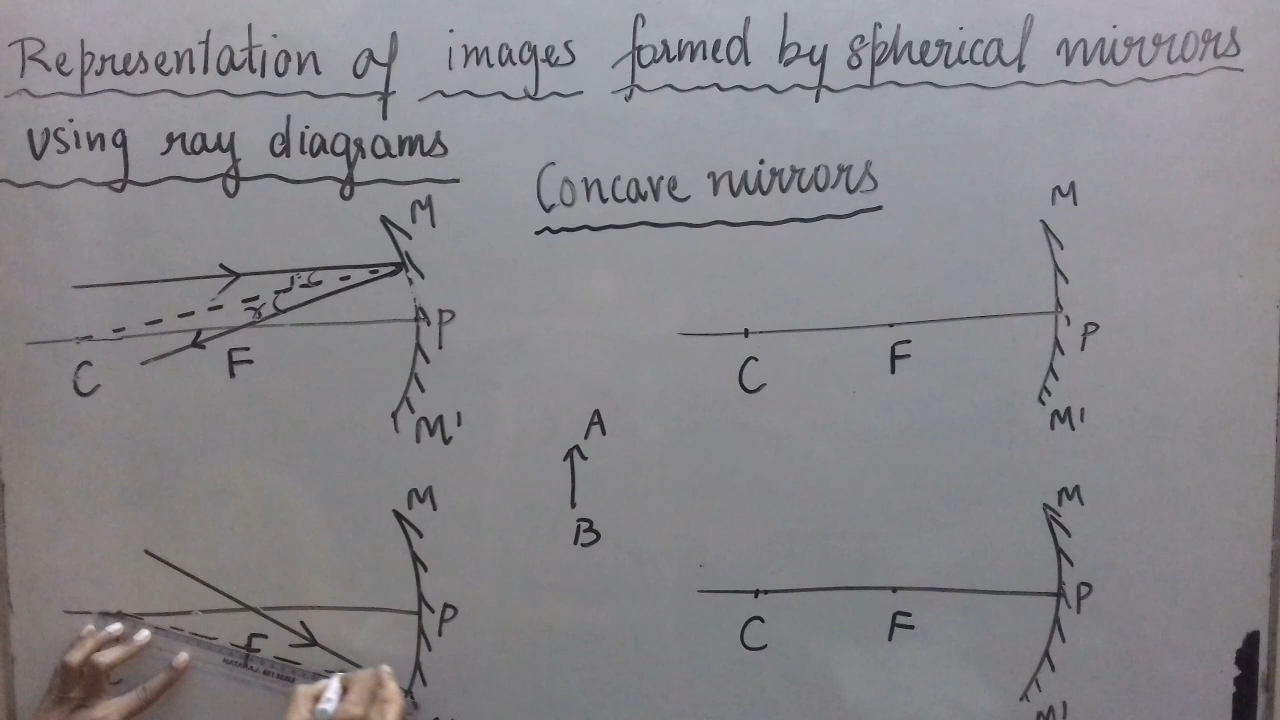 Representation of images formed by spherical mirrors
using ray diagrams
Concave mirrors
M
i
r
C
F
P
M'
M
C
F
P
M'
A
B
M
F
P
M
C
F
P
M'